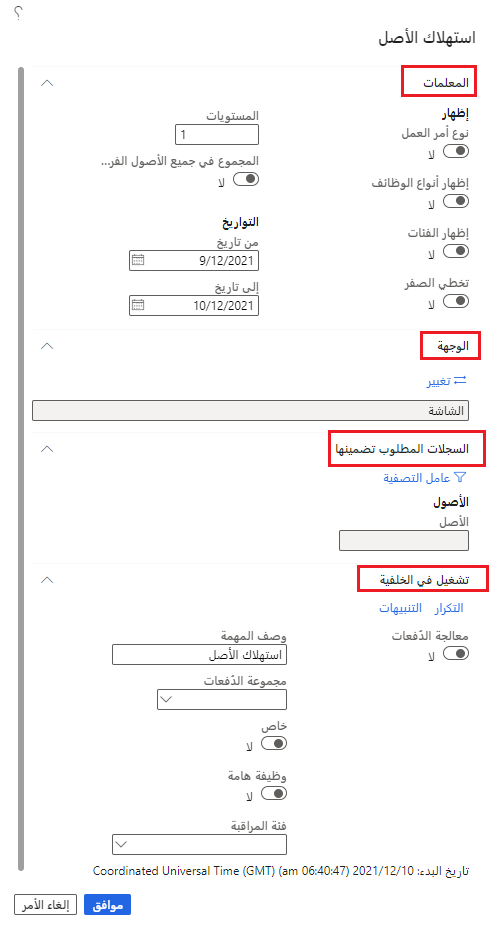 ؟
استهلاك الأصل
المعلمات
إظهار
نوع أمر العمل
لا
إظهار أنواع الوظائف
لا
إظهار الفئات
لا
تخطي الصفر
لا
المستويات
1
المجموع في جميع الأصول الفر...
لا
التواريخ
من تاريخ
9/12/2021
إلى تاريخ
10/12/2021
الوجهة
تغيير
الشاشة
السجلات المطلوب تضمينها
عامل التصفية
الأصول
الأصل
تشغيل في الخلفية
التكرار التنبيهات
معالجة الدُفعات
لا
وصف المهمة
استهلاك الأصل
مجموعة الدُفعات
خاص
لا
وظيفة هامة
لا
فئة المراقبة
تاريخ البدء: 2021/12/10 (06:40:47 am) Coordinated Universal Time (GMT)
موافق إلغاء الأمر